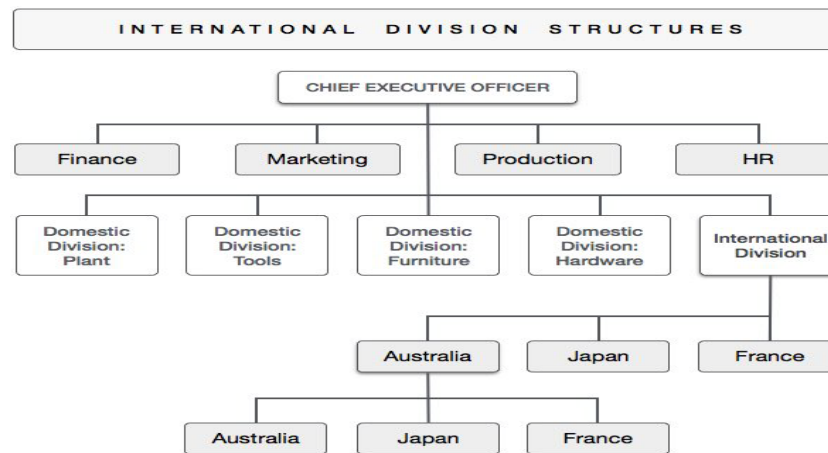 INTERNATIONAL DIVISION STRUCTURES
CHIEF EXECUTIVE OFFICER
Finance
Marketing
Production
HR
Domestic
Division:
Plant
Domestic
Division:
Tools
Domestic
Division:
Furniture
Domestic
Division:
Hardware
International
Division
Australia
Japan
France
Australia
Japan
France